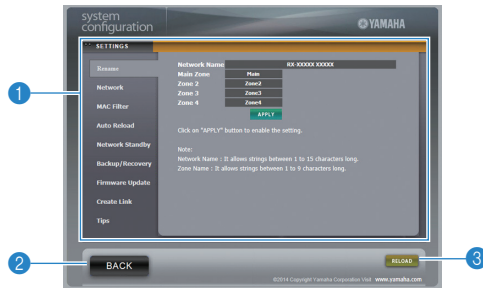 system
configuration
YAMAHA
SETTINGS
Rename
Network
MAC Filter
Auto Reload
Network Standby
Backup/Recovery
Firmware Update
Create Link
Tips
Network Name RX-XXXXX XXXXX
Main Zone Main
Zone 2 Zone2
Zone 3 Zone3
Zone 4 Zone4
APPLY
Click on "APPLY" button to enable the setting.
Note:
Network Name : It allows strings between 1 to 15 characters long.
Zone Name : It allows strings between 1 to 9 characters long.
1
2
BACK
RELOAD
3
©2014 Copyright Yamaha Corporation Visit www.yamaha.com